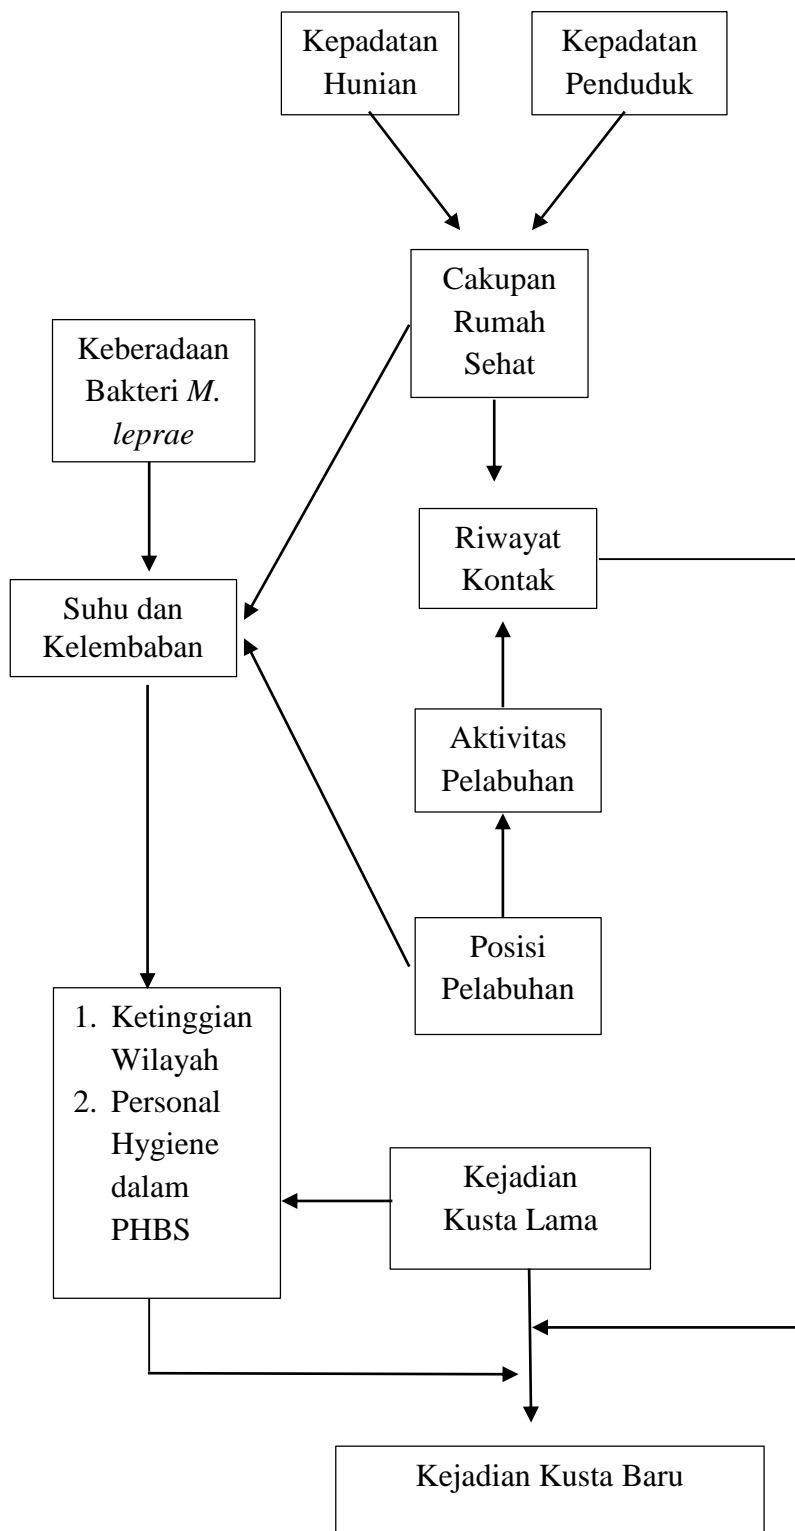 Kepadatan
Hunian
Kepadatan
Penduduk
Cakupan
Rumah
Sehat
Keberadaan
Bakteri M.
leprae
Riwayat
Kontak
Suhu dan
Kelembaban
Aktivitas
Pelabuhan
Posisi
Pelabuhan
1. Ketinggian
Wilayah
2. Personal
Hygiene
dalam
PHBS
Kejadian
Kusta Lama
Kejadian Kusta Baru